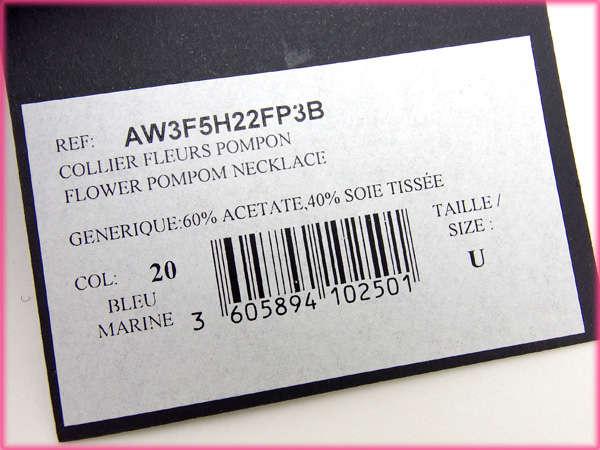 REF: AW3F5H22FP3B
COLLIER FLEURS POMPON
FLOWER POMPOM NECKLACE
GENERIQUE:60% ACETATE,40% SOIE TISSÉE
COL: 20
BLEU
MARINE
3 605894 102501
TAILLE /
SIZE :
U